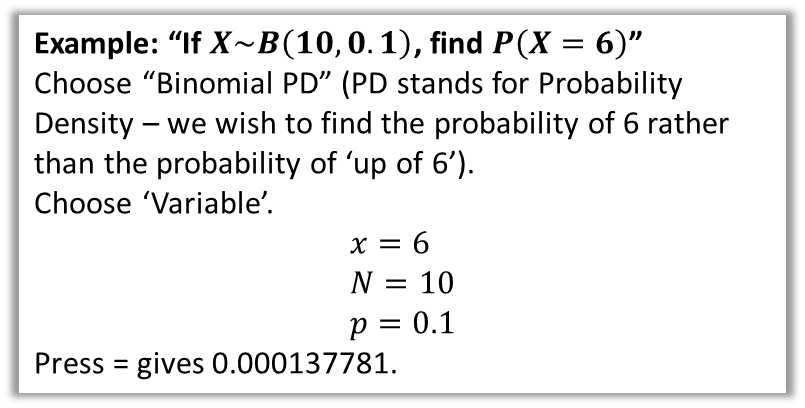 Example: “If X~B(10, 0.1), find P(X = 6)”
Choose “Binomial PD” (PD stands for Probability
Density – we wish to find the probability of 6 rather
than the probability of ‘up of 6’).
Choose ‘Variable’.
x = 6
N = 10
p = 0.1
Press = gives 0.000137781.